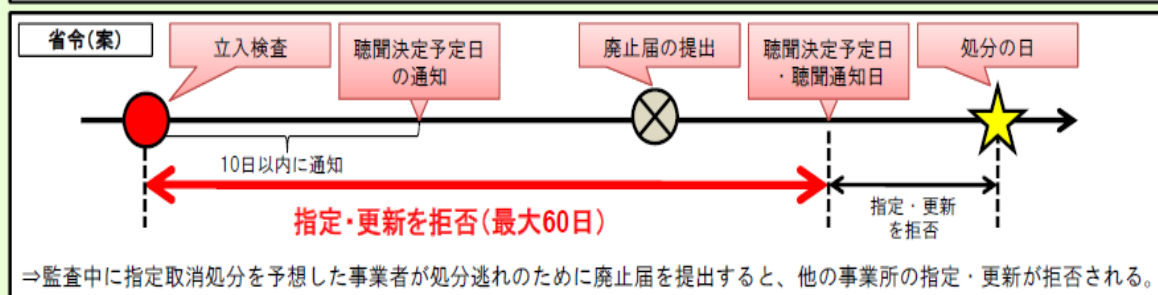 省令(案)
立入検査
聴聞決定予定日
の通知
廃止届の提出
聴聞決定予定日
・聴聞通知日
処分の日
10日以内に通知
指定・更新を拒否(最大60日)
指定・更新
を拒否
⇒監査中に指定取消処分を予想した事業者が処分逃れのために廃止届を提出すると、他の事業所の指定・更新が拒否される。